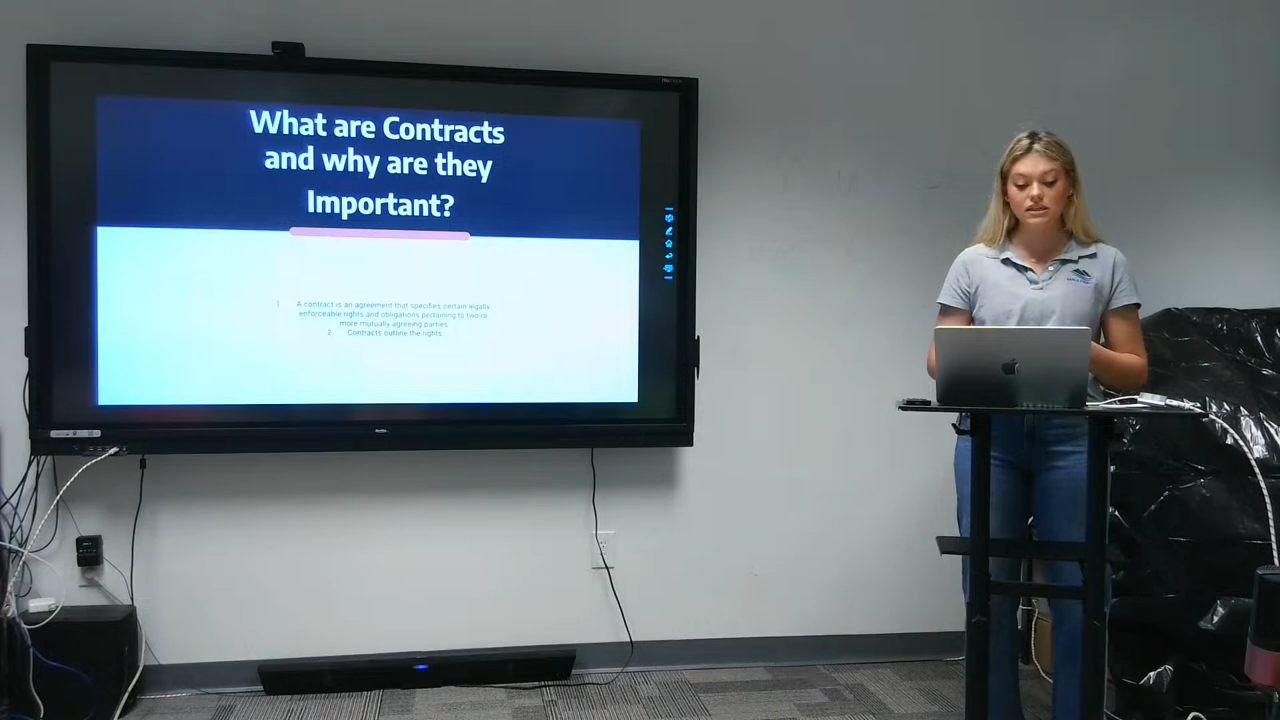 What are Contracts
and why are they
Important?
1 A contract is an agreement that specifies certain legally
enforceable rights and obligations pertaining to two or
more mutually agreeing parties.
2 Contracts outline the rights